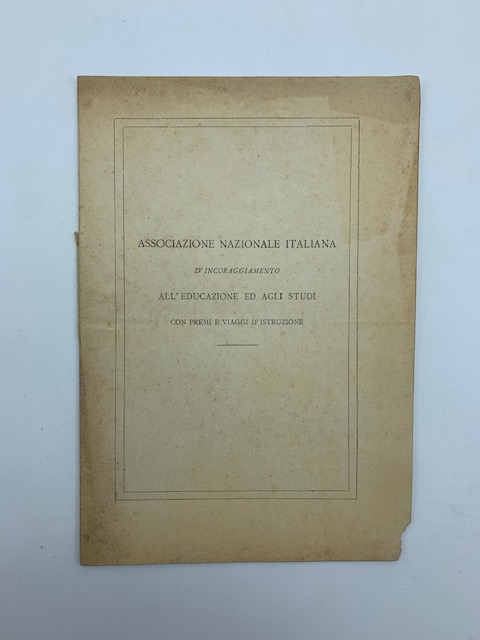 ASSOCIAZIONE NAZIONALE ITALIANA
D'INCORAGGIAMENTO
ALL'EDUCAZIONE ED AGLI STUDI
CON PREMI E VIAGGI D'ISTRUZIONE